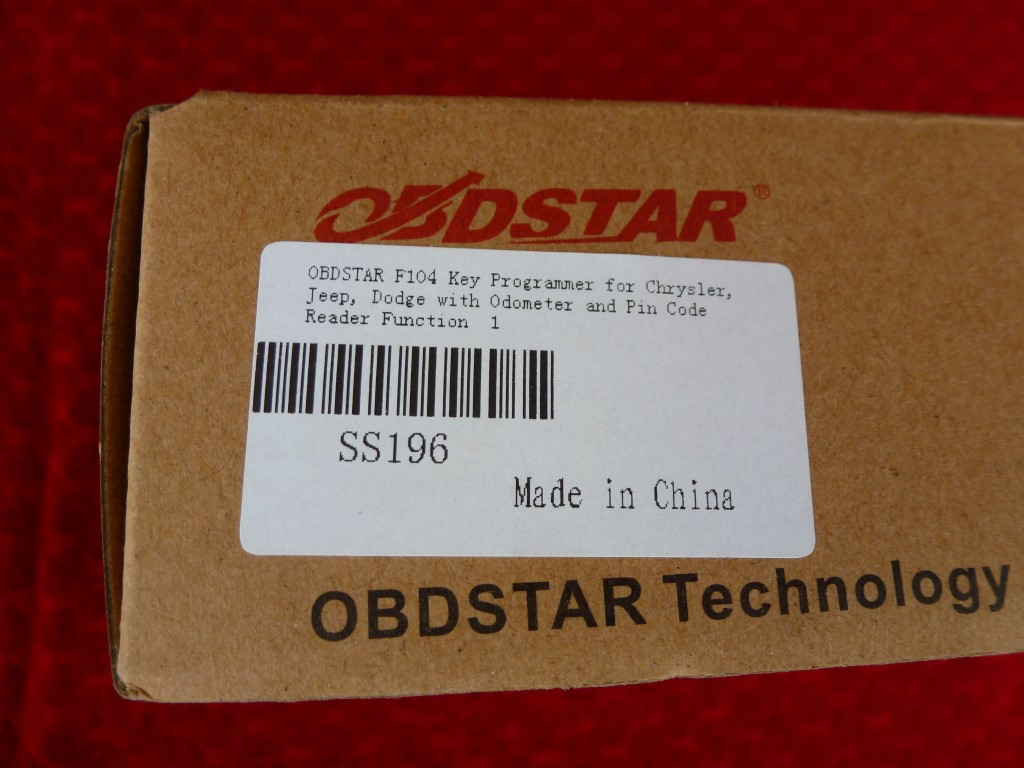 OBDSTAR®
OBDSTAR F104 Key Programmer for Chrysler,
Jeep, Dodge with Odometer and Pin Code
Reader Function 1
SS196
Made in China
OBDSTAR Technology